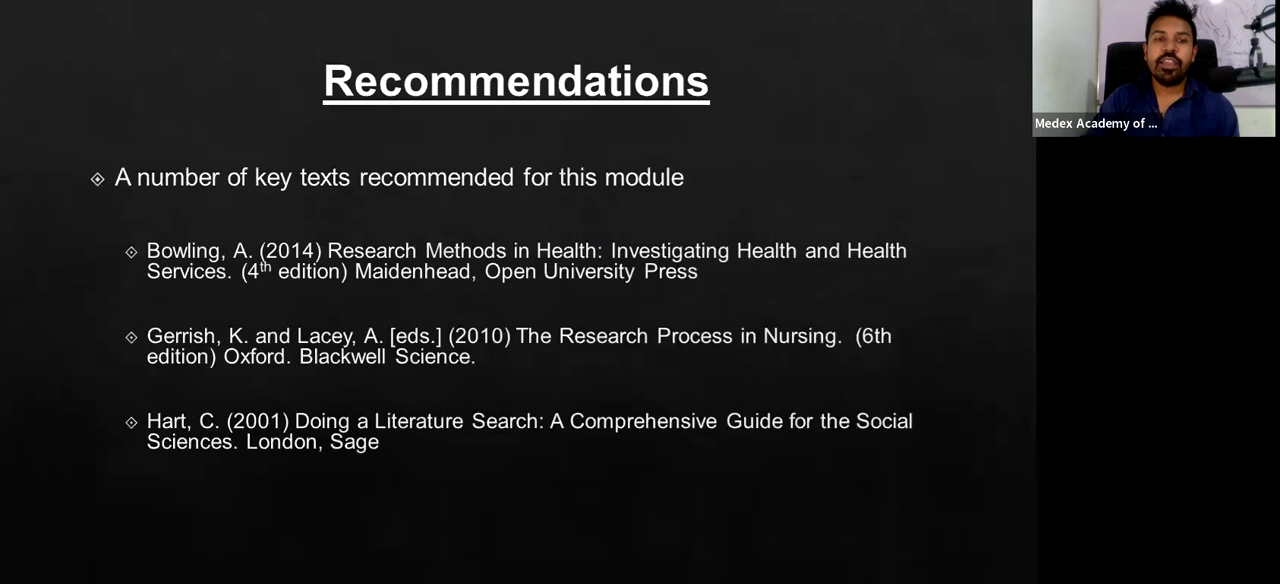 Recommendations
A number of key texts recommended for this module
Bowling, A. (2014) Research Methods in Health: Investigating Health and Health
Services. (4th edition) Maidenhead, Open University Press
Gerrish, K. and Lacey, A. [eds.] (2010) The Research Process in Nursing. (6th
edition) Oxford. Blackwell Science.
Hart, C. (2001) Doing a Literature Search: A Comprehensive Guide for the Social
Sciences. London, Sage
Medex Academy of ...